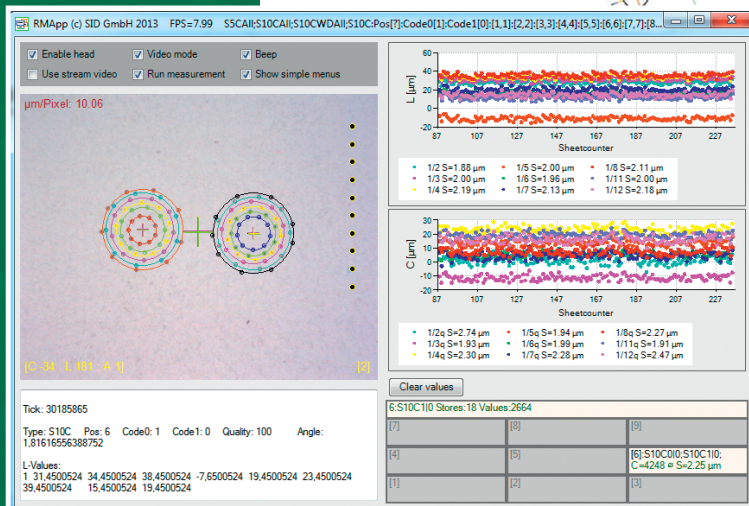 RMApp (c) SID GmbH 2013 FPS=7.99 S5CAll;S10CAll;S10CWDAll;S10C:Pos[?]:Code0[1]:Code1[0]:[1,1]:[2,2]:[3,3]:[4,4]:[5,5]:[6,6]:[7,7]:[8...
Enable head Video mode Beep
Use stream video Run measurement Show simple menus
µm/Pixel: 10.06
[C -34 , L 181 , A 1] [2]
Tick: 30185865
Type: S10C Pos: 6 Code0: 1 Code1: 0 Quality: 100 Angle:
1,81616556388752
L-Values:
1 31,4500524 34,4500524 38,4500524 -7,6500524 19,4500524 23,4500524
39,4500524 15,4500524 19,4500524
L [µm]
60
40
20
0
-20
87 107 127 147 167 187 207 227
Sheetcounter
1/2 S=1.88 µm 1/5 S=2.00 µm 1/8 S=2.11 µm
1/3 S=2.00 µm 1/6 S=1.96 µm 1/11 S=2.00 µm
1/4 S=2.19 µm 1/7 S=2.13 µm 1/12 S=2.18 µm
C [µm]
30
20
10
0
-10
-20
87 107 127 147 167 187 207 227
Sheetcounter
1/2q S=2.74 µm 1/5q S=1.94 µm 1/8q S=2.27 µm
1/3q S=1.93 µm 1/6q S=1.99 µm 1/11q S=1.91 µm
1/4q S=2.30 µm 1/7q S=2.28 µm 1/12q S=2.47 µm
Clear values
6:S10C1|0 Stores:18 Values:2664
[7] [8] [9]
[4] [5] [6]:S10C0|0;S10C1|0;
C=4248 ø S=2.25 µm
[1] [2] [3]